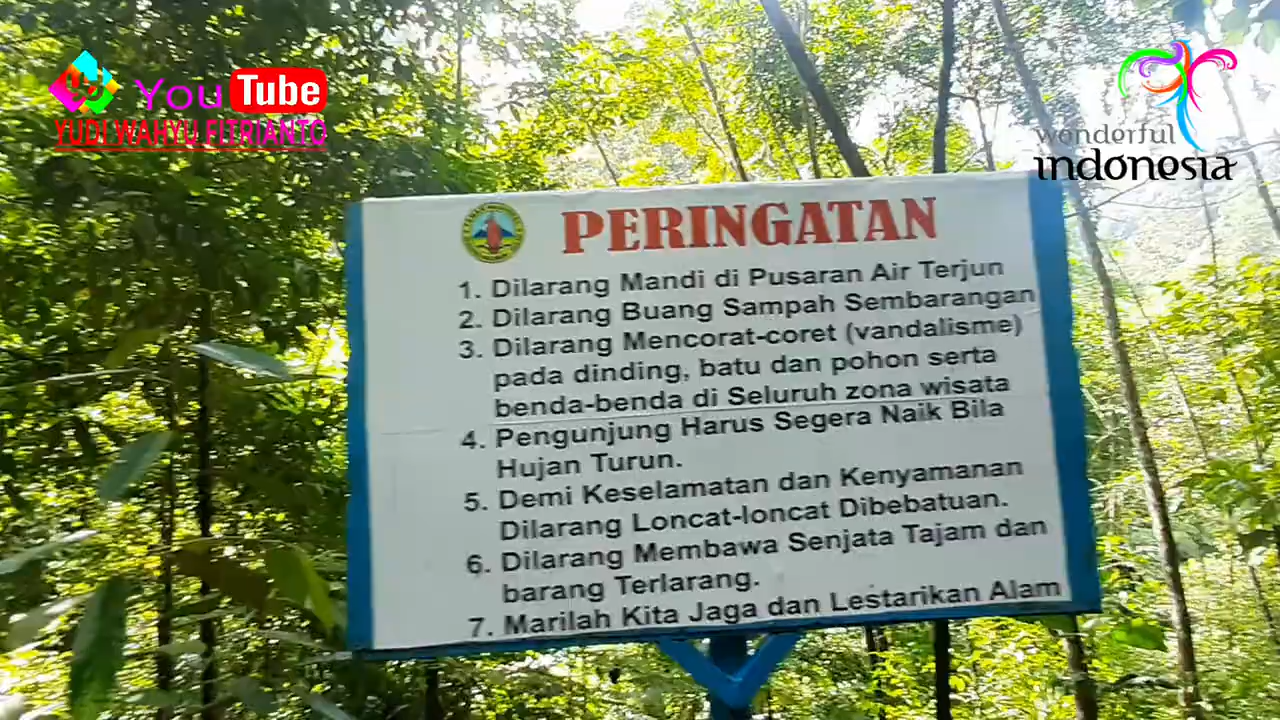 You Tube
YUDI WAHYU FITRIANTO
wonderful
indonesia
PERINGATAN
1. Dilarang Mandi di Pusaran Air Terjun
2. Dilarang Buang Sampah Sembarangan
3. Dilarang Mencorat-coret (vandalisme)
pada dinding, batu dan pohon serta
benda-benda di Seluruh zona wisata
4. Pengunjung Harus Segera Naik Bila
Hujan Turun.
5. Demi Keselamatan dan Kenyamanan
Dilarang Loncat-loncat Dibebatuan.
6. Dilarang Membawa Senjata Tajam dan
barang Terlarang.
7. Marilah Kita Jaga dan Lestarikan Alam